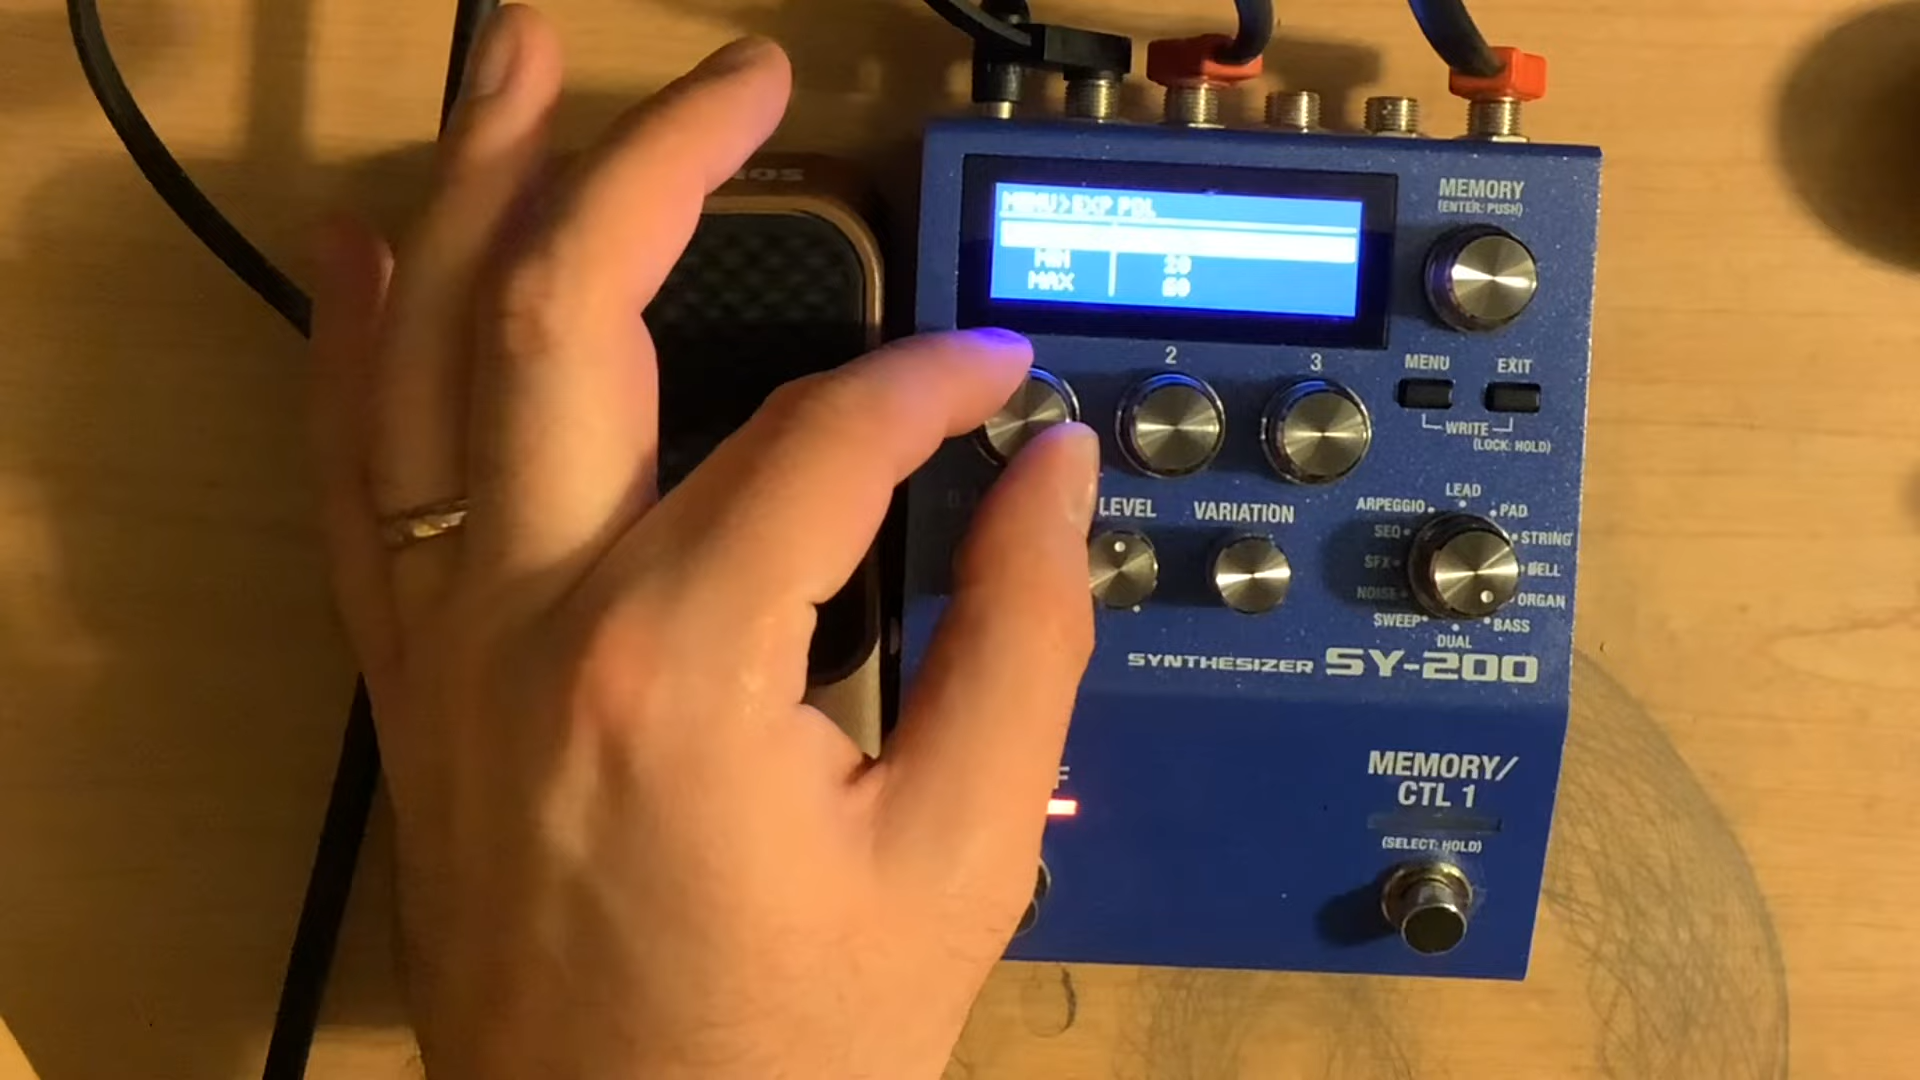 MEMORY
(ENTER: PUSH)
MENU>EXP PDL
MIN
MAX
2
3
MENU
EXIT
WRITE
(LOCK: HOLD)
LEVEL
VARIATION
LEAD
ARPEGGIO
PAD
SEQ
STRING
SFX
BELL
NOISE
ORGAN
SWEEP
BASS
DUAL
SYNTHESIZER SY-200
MEMORY/
CTL 1
(SELECT: HOLD)